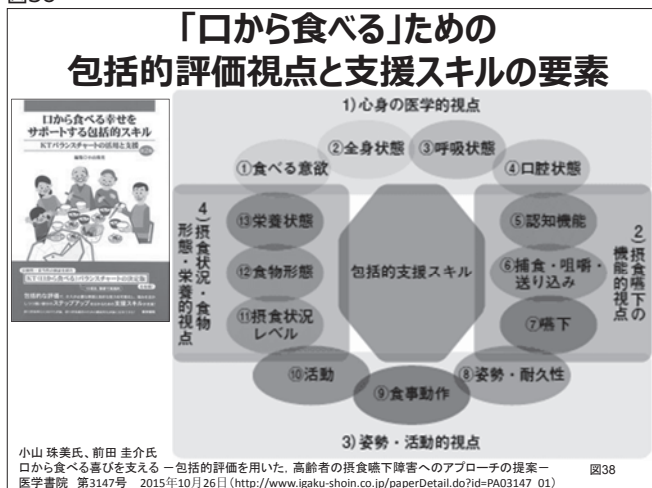 「口から食べる」ための
包括的評価視点と支援スキルの要素
口から食べる幸せを
サポートする包括的スキル
KTバランスチャートの活用と支援
1)心身の医学的視点
①食べる意欲
②全身状態
③呼吸状態
④口腔状態
2)摂食嚥下の
機能的視点
⑤認知機能
⑥捕食・咀嚼・
送り込み
⑦嚥下
包括的支援スキル
4)摂食状況・食物
形態・栄養的視点
⑬栄養状態
⑫食物形態
⑪摂食状況
レベル
⑩活動
⑨食事動作
⑧姿勢・耐久性
3)姿勢・活動的視点
小山 珠美氏、前田 圭介氏
口から食べる喜びを支える －包括的評価を用いた，高齢者の摂食嚥下障害へのアプローチの提案－
図38
医学書院 第3147号 2015年10月26日(http://www.igaku-shoin.co.jp/paperDetail.do?id=PA03147_01)